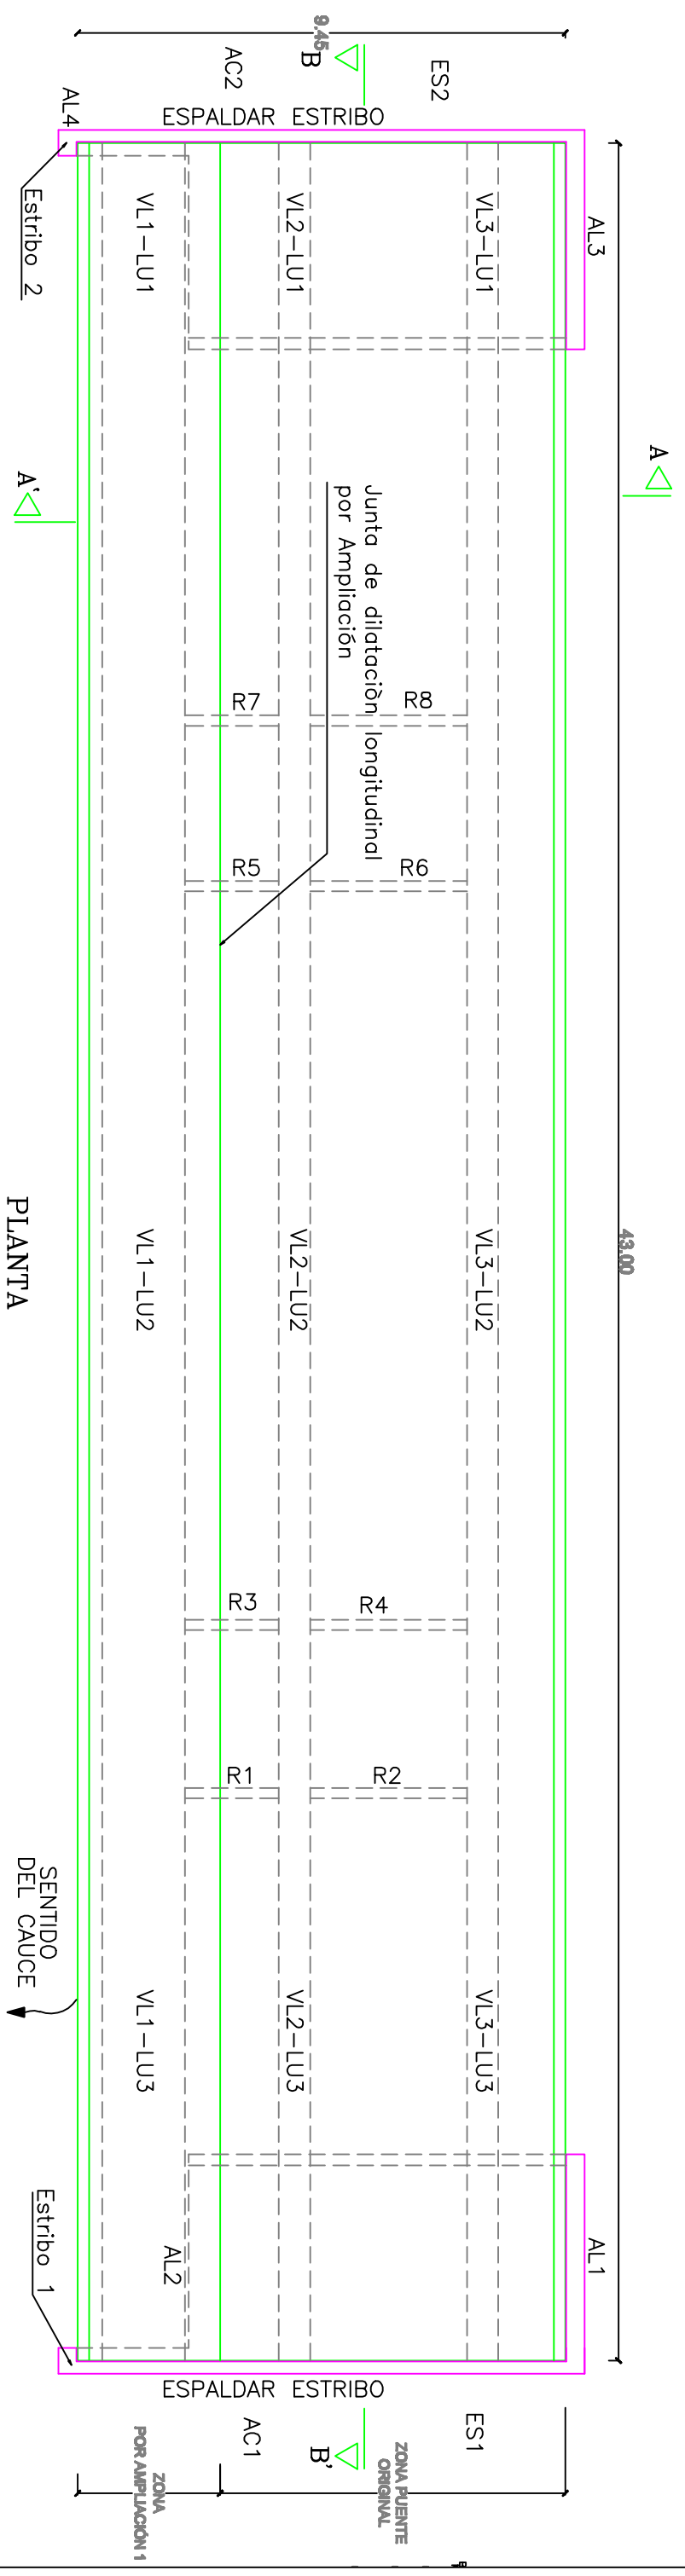 9.45
B
ES2
AC2
ESPALDAR ESTRIBO
AL4
AL3
Estribo 2
VL1-LU1
VL2-LU1
VL3-LU1
A
A'
Junta de dilataciòn longitudinal
por Ampliación
R7
R8
R5
R6
43.00
PLANTA
VL1-LU2
VL2-LU2
VL3-LU2
R3
R4
R1
R2
SENTIDO
DEL CAUCE
VL1-LU3
VL2-LU3
VL3-LU3
AL2
AL1
Estribo 1
ESPALDAR ESTRIBO
AC1
B'
ES1
ZONA PUENTE
ORIGINAL
ZONA
POR AMPLIACIÓN 1